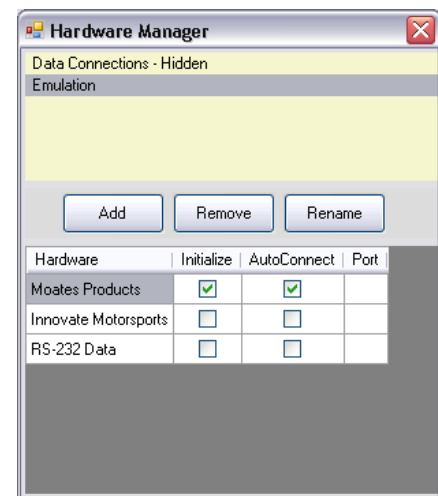 Hardware Manager
Data Connections - Hidden
Emulation
Add Remove Rename
Hardware Initialize AutoConnect Port
Moates Products
Innovate Motorsports
RS-232 Data